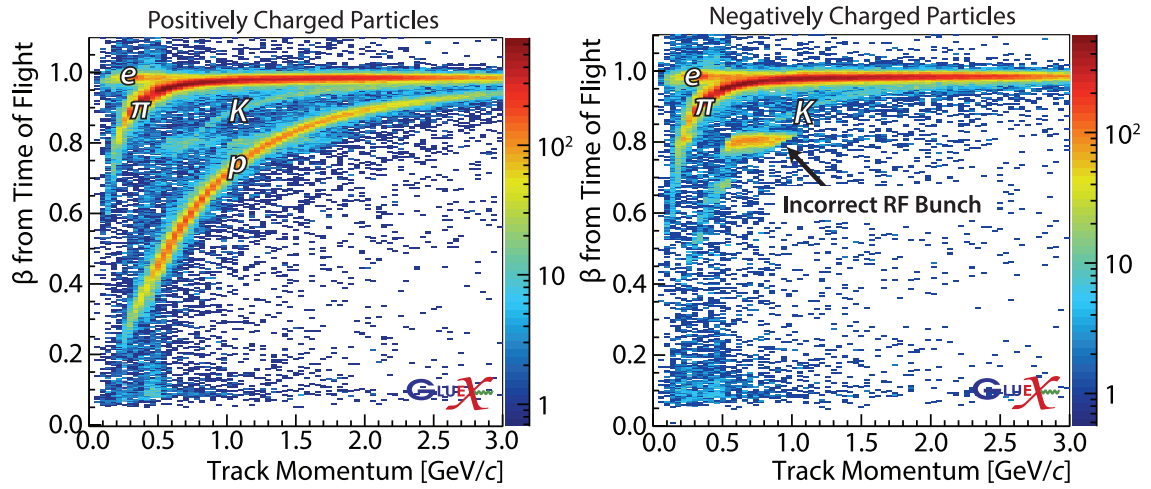 Positively Charged Particles
β from Time of Flight
1.0
0.8
0.6
0.4
0.2
0.0
e
π
K
p
GLUEX
0.0 0.5 1.0 1.5 2.0 2.5 3.0
Track Momentum [GeV/c]
10²
10
1
Negatively Charged Particles
β from Time of Flight
1.0
0.8
0.6
0.4
0.2
0.0
e
π
K
Incorrect RF Bunch
GLUEX
0.0 0.5 1.0 1.5 2.0 2.5 3.0
Track Momentum [GeV/c]
10²
10
1